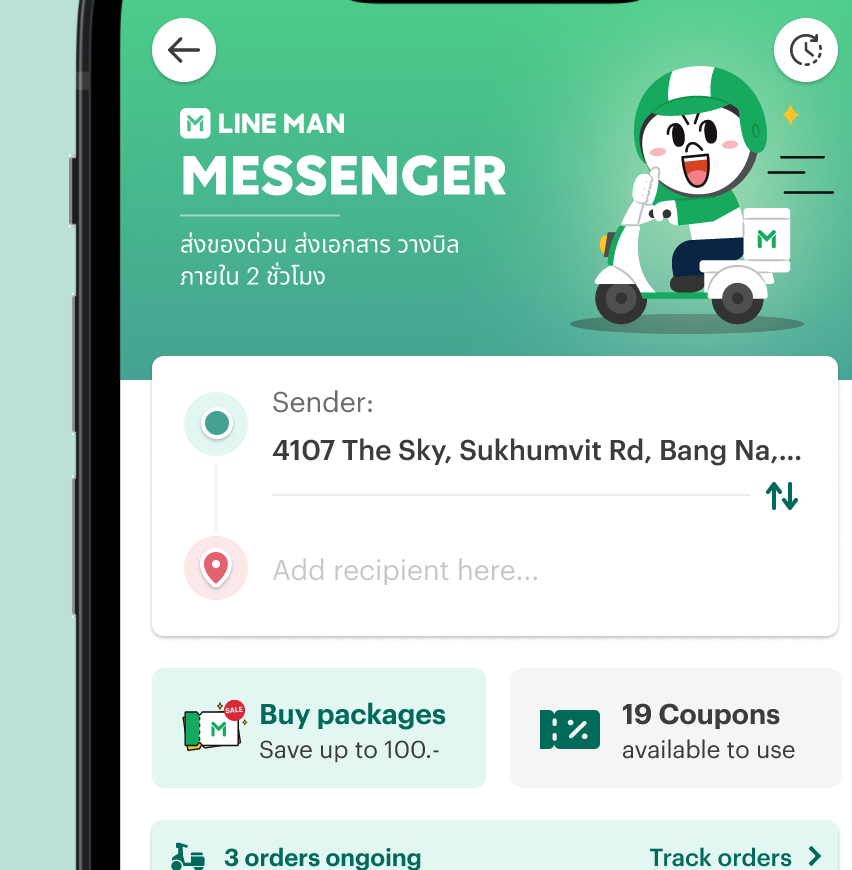 LINE MAN
MESSENGER
ส่งของด่วน ส่งเอกสาร วางบิล
ภายใน 2 ชั่วโมง
Sender:
4107 The Sky, Sukhumvit Rd, Bang Na,...
Add recipient here...
SALE
Buy packages
Save up to 100.-
19 Coupons
available to use
3 orders ongoing
Track orders